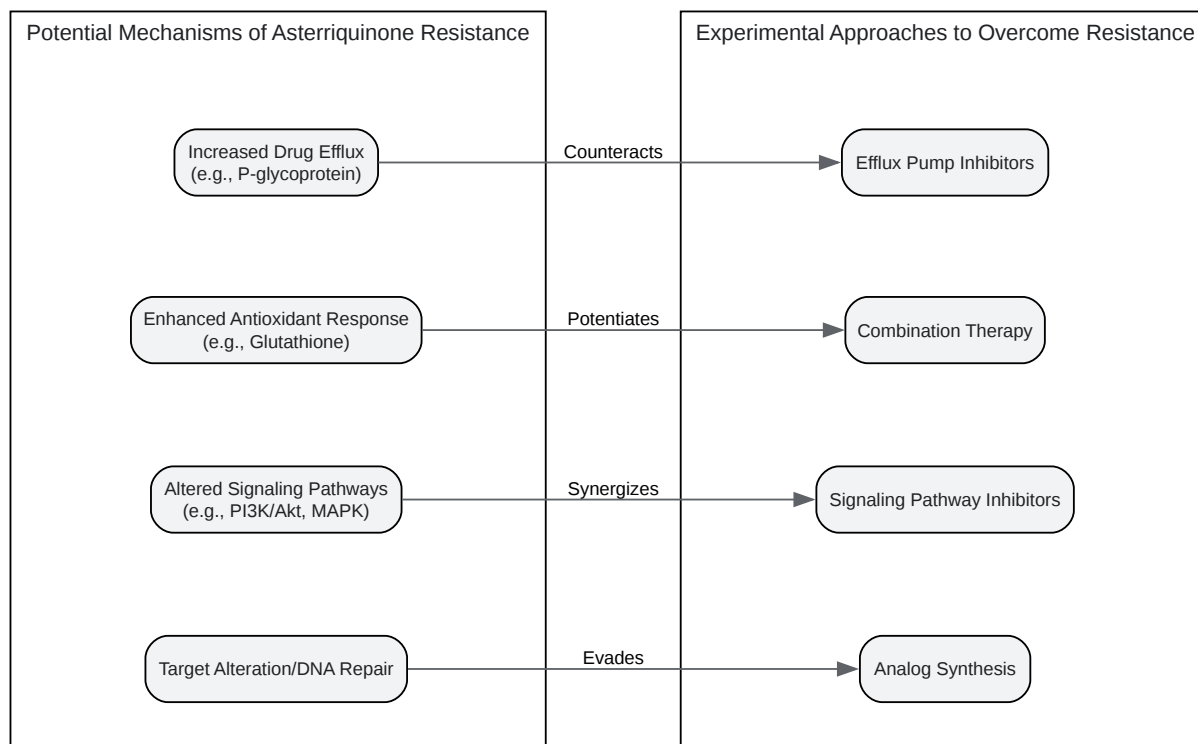 Potential Mechanisms of Asterriquinone Resistance
Experimental Approaches to Overcome Resistance
Increased Drug Efflux
(e.g., P-glycoprotein)
Counteracts
Efflux Pump Inhibitors
Enhanced Antioxidant Response
(e.g., Glutathione)
Potentiates
Combination Therapy
Altered Signaling Pathways
(e.g., PI3K/Akt, MAPK)
Synergizes
Signaling Pathway Inhibitors
Target Alteration/DNA Repair
Evades
Analog Synthesis